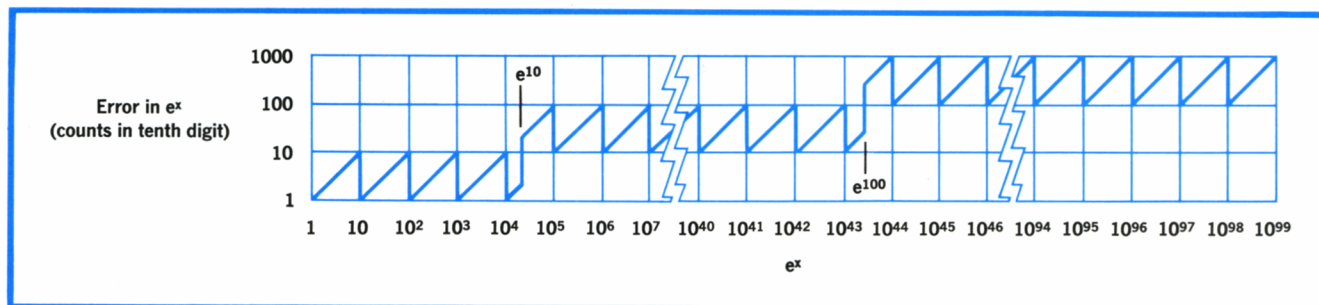 1000
100
10
1
Error in eˣ
(counts in tenth digit)
e¹⁰
e¹⁰⁰
1 10 10² 10³ 10⁴ 10⁵ 10⁶ 10⁷ 10⁴⁰ 10⁴¹ 10⁴² 10⁴³ 10⁴⁴ 10⁴⁵ 10⁴⁶ 10⁹⁴ 10⁹⁵ 10⁹⁶ 10⁹⁷ 10⁹⁸ 10⁹⁹
eˣ